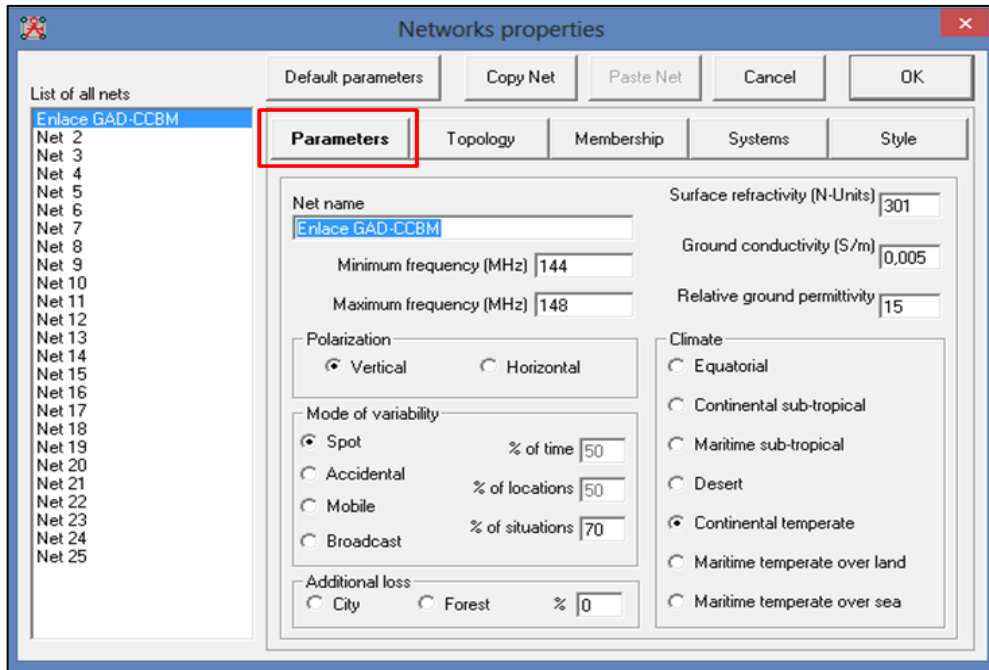 Networks properties
Default parameters Copy Net Paste Net Cancel OK
List of all nets
Enlace GAD-CCBM
Net 2
Net 3
Net 4
Net 5
Net 6
Net 7
Net 8
Net 9
Net 10
Net 11
Net 12
Net 13
Net 14
Net 15
Net 16
Net 17
Net 18
Net 19
Net 20
Net 21
Net 22
Net 23
Net 24
Net 25
Parameters Topology Membership Systems Style
Net name
Enlace GAD-CCBM
Minimum frequency (MHz) 144
Maximum frequency (MHz) 148
Polarization
Vertical Horizontal
Mode of variability
Spot
Accidental
Mobile
Broadcast
% of time 50
% of locations 50
% of situations 70
Additional loss
City Forest % 0
Surface refractivity (N-Units) 301
Ground conductivity (S/m) 0,005
Relative ground permittivity 15
Climate
Equatorial
Continental sub-tropical
Maritime sub-tropical
Desert
Continental temperate
Maritime temperate over land
Maritime temperate over sea